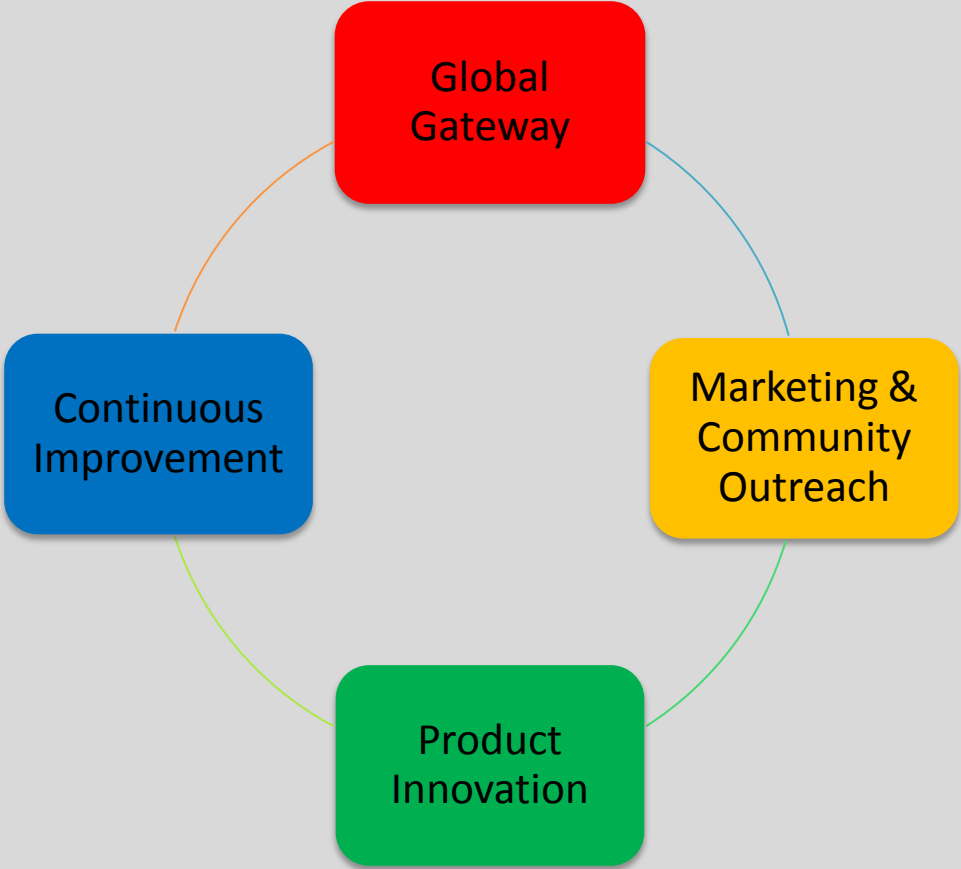 Global
Gateway
Marketing &
Community
Outreach
Continuous
Improvement
Product
Innovation